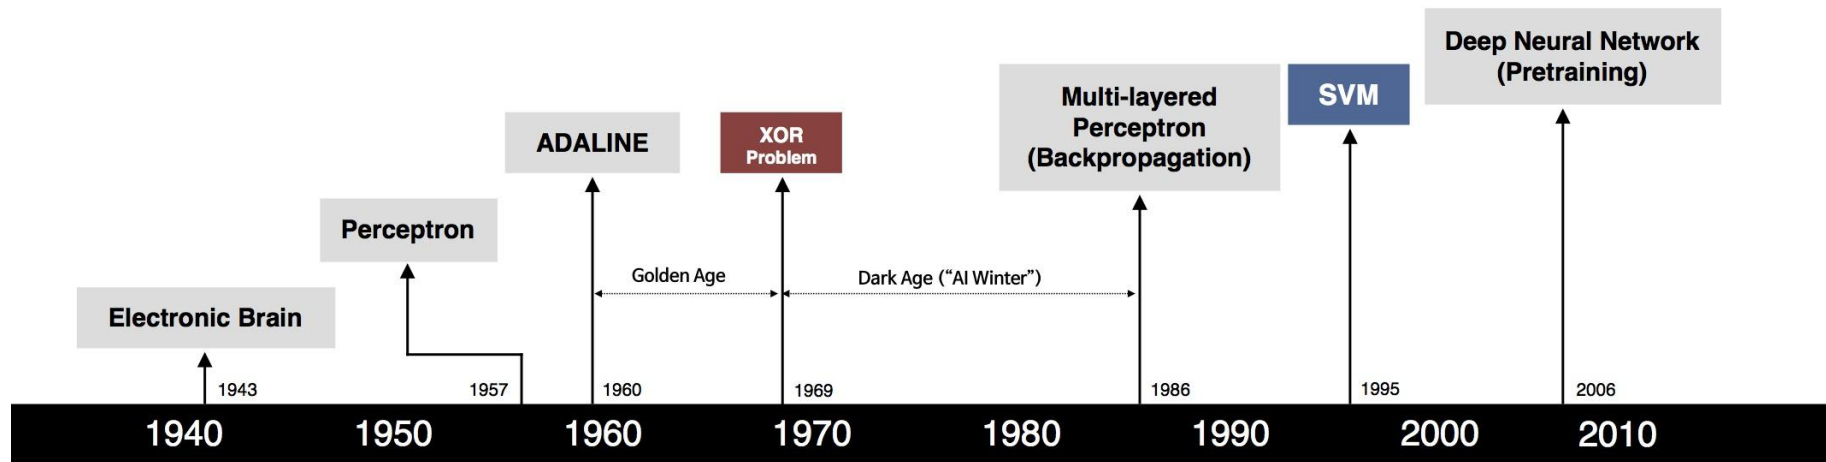 Electronic Brain
Perceptron
ADALINE
XOR
Problem
Multi-layered
Perceptron
(Backpropagation)
SVM
Deep Neural Network
(Pretraining)
Golden Age
Dark Age (“AI Winter”)
1943
1957
1960
1969
1986
1995
2006
1940
1950
1960
1970
1980
1990
2000
2010